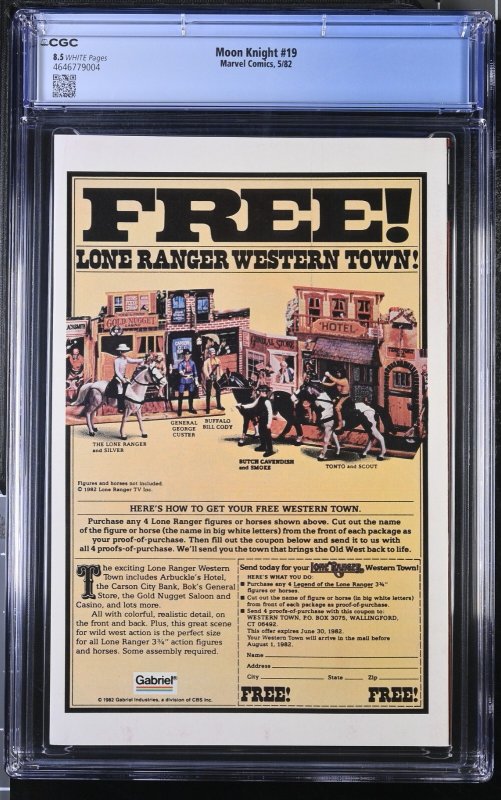 CGC
8.5 WHITE Pages
4646779004
Moon Knight #19
Marvel Comics, 5/82
FREE!
LONE RANGER WESTERN TOWN!
GOLD NUGGET
HOTEL
GENERAL STORE
THE LONE RANGER
and SILVER
GENERAL
GEORGE
CUSTER
BUFFALO
BILL CODY
BUTCH CAVENDISH
and SMOKE
TONTO and SCOUT
Figures and horses not included.
© 1982 Lone Ranger TV Inc.
HERE'S HOW TO GET YOUR FREE WESTERN TOWN.
Purchase any 4 Lone Ranger figures or horses shown above. Cut out the name
of the figure or horse (the name in big white letters) from the front of each package as
your proof-of-purchase. Then fill out the coupon below and send it to us with
all 4 proofs-of-purchase. We'll send you the town that brings the Old West back to life.
The exciting Lone Ranger Western
Town includes Arbuckle's Hotel,
the Carson City Bank, Bok's General
Store, the Gold Nugget Saloon and
Casino, and lots more.
All with colorful, realistic detail, on
the front and back. Plus, this great scene
for wild west action is the perfect size
for all Lone Ranger 3¾" action figures
and horses. Some assembly required.
Gabriel®
© 1982 Gabriel Industries, a division of CBS Inc.
Send today for your LONE RANGER Western Town!
HERE'S WHAT YOU DO:
■ Purchase any 4 Legend of the Lone Ranger 3¾"
figures or horses.
■ Cut out the name of figure or horse (in big white letters)
from front of each package as proof-of-purchase.
■ Send 4 proofs-of-purchase with this coupon to:
WESTERN TOWN, P.O. BOX 3075, WALLINGFORD,
CT 06492.
This offer expires June 30, 1982.
Your Western Town will arrive in the mail before
August 1, 1982.
Name
Address
City State Zip
FREE! FREE!